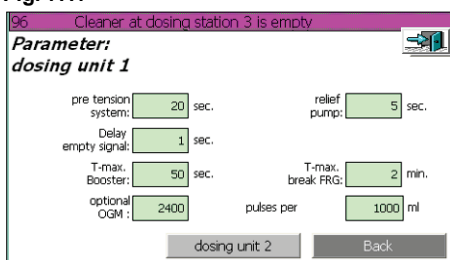 96 Cleaner at dosing station 3 is empty
Parameter:
dosing unit 1
pre tension system: 20 sec.
relief pump: 5 sec.
Delay empty signal: 1 sec.
T-max. Booster: 50 sec.
T-max. break FRG: 2 min.
optional OGM : 2400 pulses per 1000 ml
dosing unit 2
Back